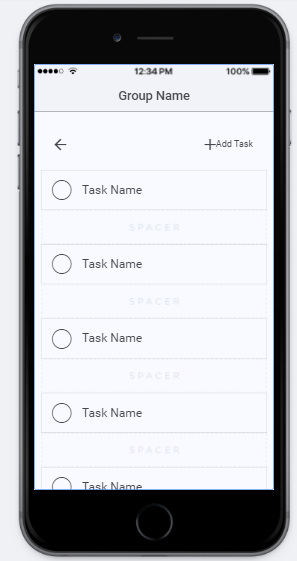 12:34 PM 100%
Group Name
+Add Task
Task Name
SPACER
Task Name
SPACER
Task Name
SPACER
Task Name
SPACER
Task Name